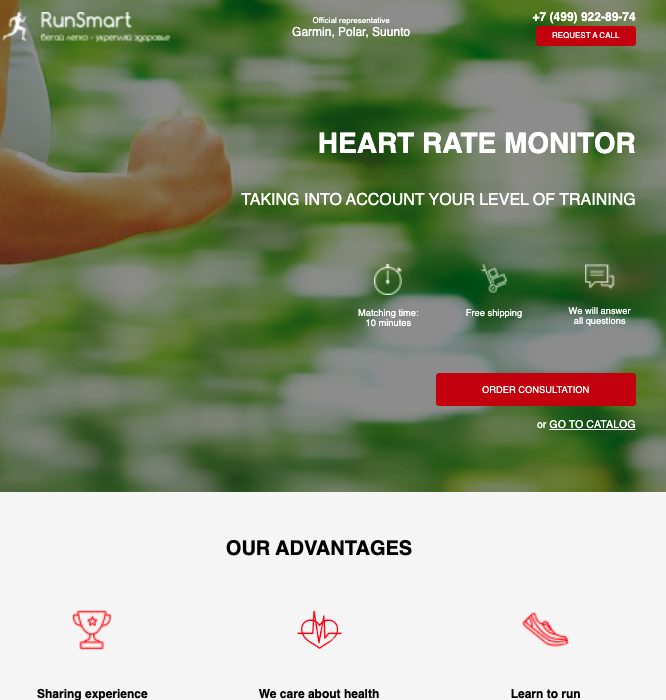 RunSmart
бегай легко - укрепляй здоровье
Official representative
Garmin, Polar, Suunto
+7 (499) 922-89-74
REQUEST A CALL
HEART RATE MONITOR
TAKING INTO ACCOUNT YOUR LEVEL OF TRAINING
Matching time:
10 minutes
Free shipping
We will answer
all questions
ORDER CONSULTATION
or GO TO CATALOG
OUR ADVANTAGES
Sharing experience
We care about health
Learn to run